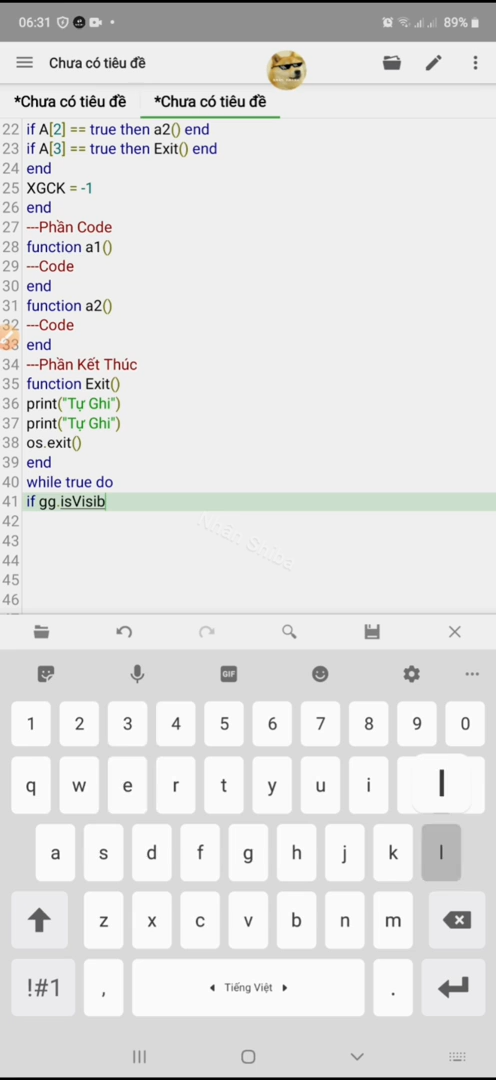 06:31
89%
Chưa có tiêu đề
*Chưa có tiêu đề *Chưa có tiêu đề
22 if A[2] == true then a2() end
23 if A[3] == true then Exit() end
24 end
25 XGCK = -1
26 end
27 ---Phần Code
28 function a1()
29 ---Code
30 end
31 function a2()
32 ---Code
33 end
34 ---Phần Kết Thúc
35 function Exit()
36 print("Tự Ghi")
37 print("Tự Ghi")
38 os.exit()
39 end
40 while true do
41 if gg.isVisib
42
43
44
45
46
Nhân Shiba
GIF
1 2 3 4 5 6 7 8 9 0
q w e r t y u i l
a s d f g h j k l
z x c v b n m
!#1 , Tiếng Việt .